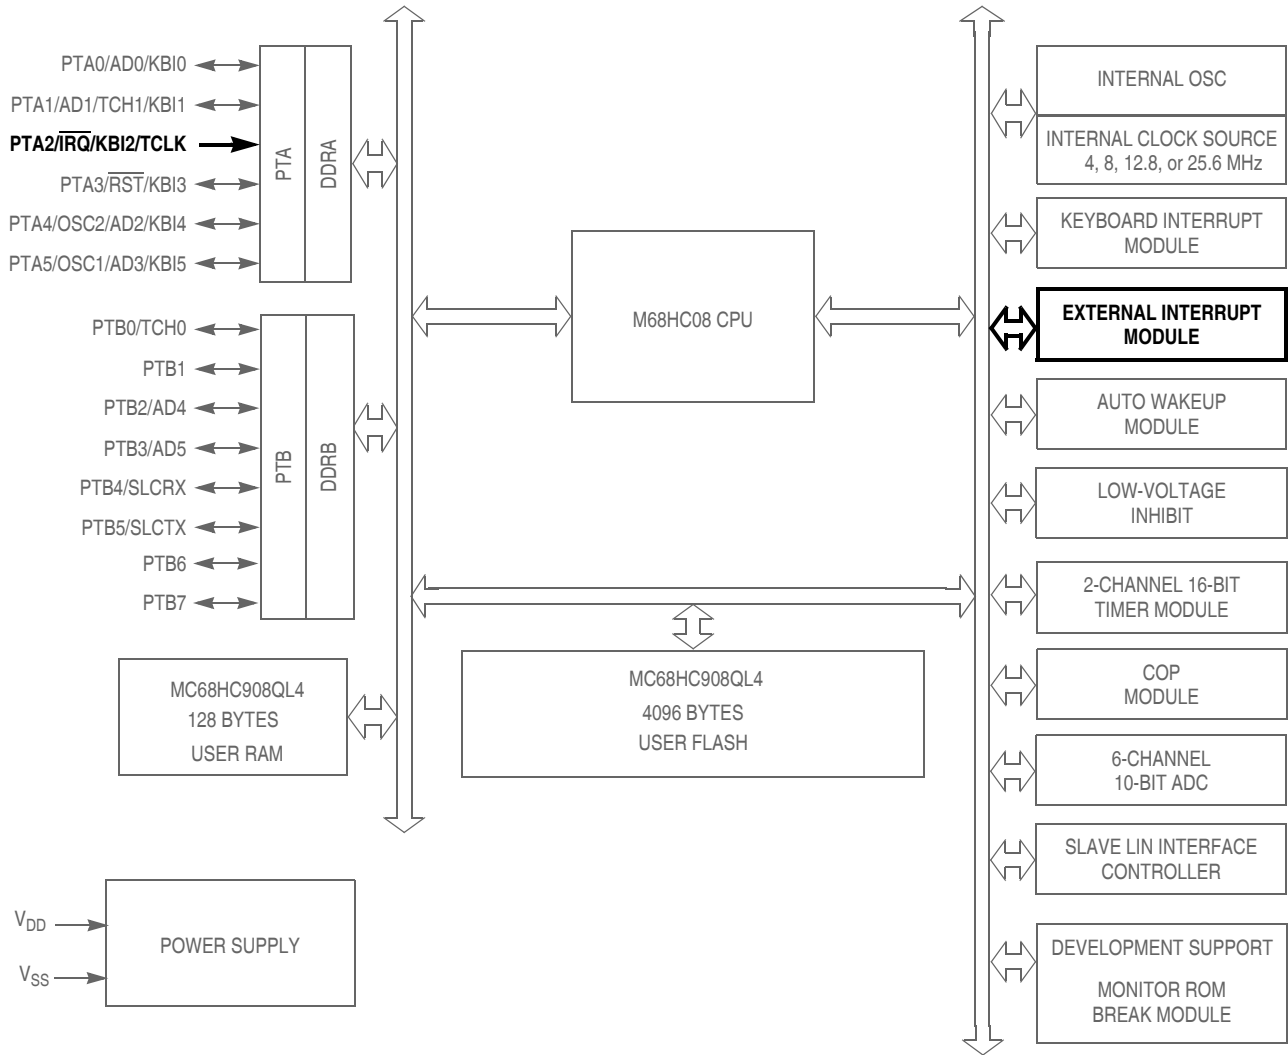 PTA0/AD0/KBI0
PTA1/AD1/TCH1/KBI1
PTA2/IRQ/KBI2/TCLK
PTA3/RST/KBI3
PTA4/OSC2/AD2/KBI4
PTA5/OSC1/AD3/KBI5
PTA
DDRA
PTB0/TCH0
PTB1
PTB2/AD4
PTB3/AD5
PTB4/SLCRX
PTB5/SLCTX
PTB6
PTB7
PTB
DDRB
MC68HC908QL4
128 BYTES
USER RAM
VDD
VSS
POWER SUPPLY
M68HC08 CPU
MC68HC908QL4
4096 BYTES
USER FLASH
INTERNAL OSC
INTERNAL CLOCK SOURCE
4, 8, 12.8, or 25.6 MHz
KEYBOARD INTERRUPT
MODULE
EXTERNAL INTERRUPT
MODULE
AUTO WAKEUP
MODULE
LOW-VOLTAGE
INHIBIT
2-CHANNEL 16-BIT
TIMER MODULE
COP
MODULE
6-CHANNEL
10-BIT ADC
SLAVE LIN INTERFACE
CONTROLLER
DEVELOPMENT SUPPORT
MONITOR ROM
BREAK MODULE